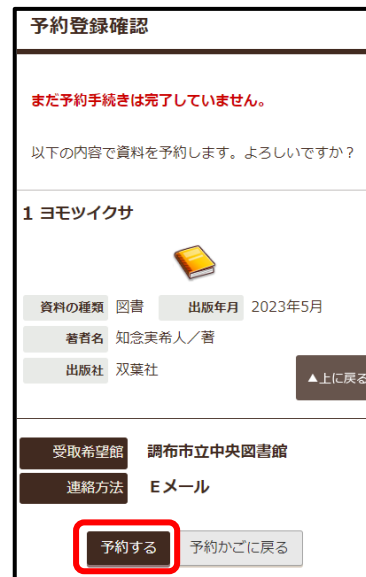 予約登録確認
まだ予約手続きは完了していません。
以下の内容で資料を予約します。よろしいですか？
1 ヨモツイクサ
資料の種類 図書 出版年月 2023年5月
著者名 知念実希人／著
出版社 双葉社
▲上に戻る
受取希望館 調布市立中央図書館
連絡方法 Eメール
予約する 予約かごに戻る